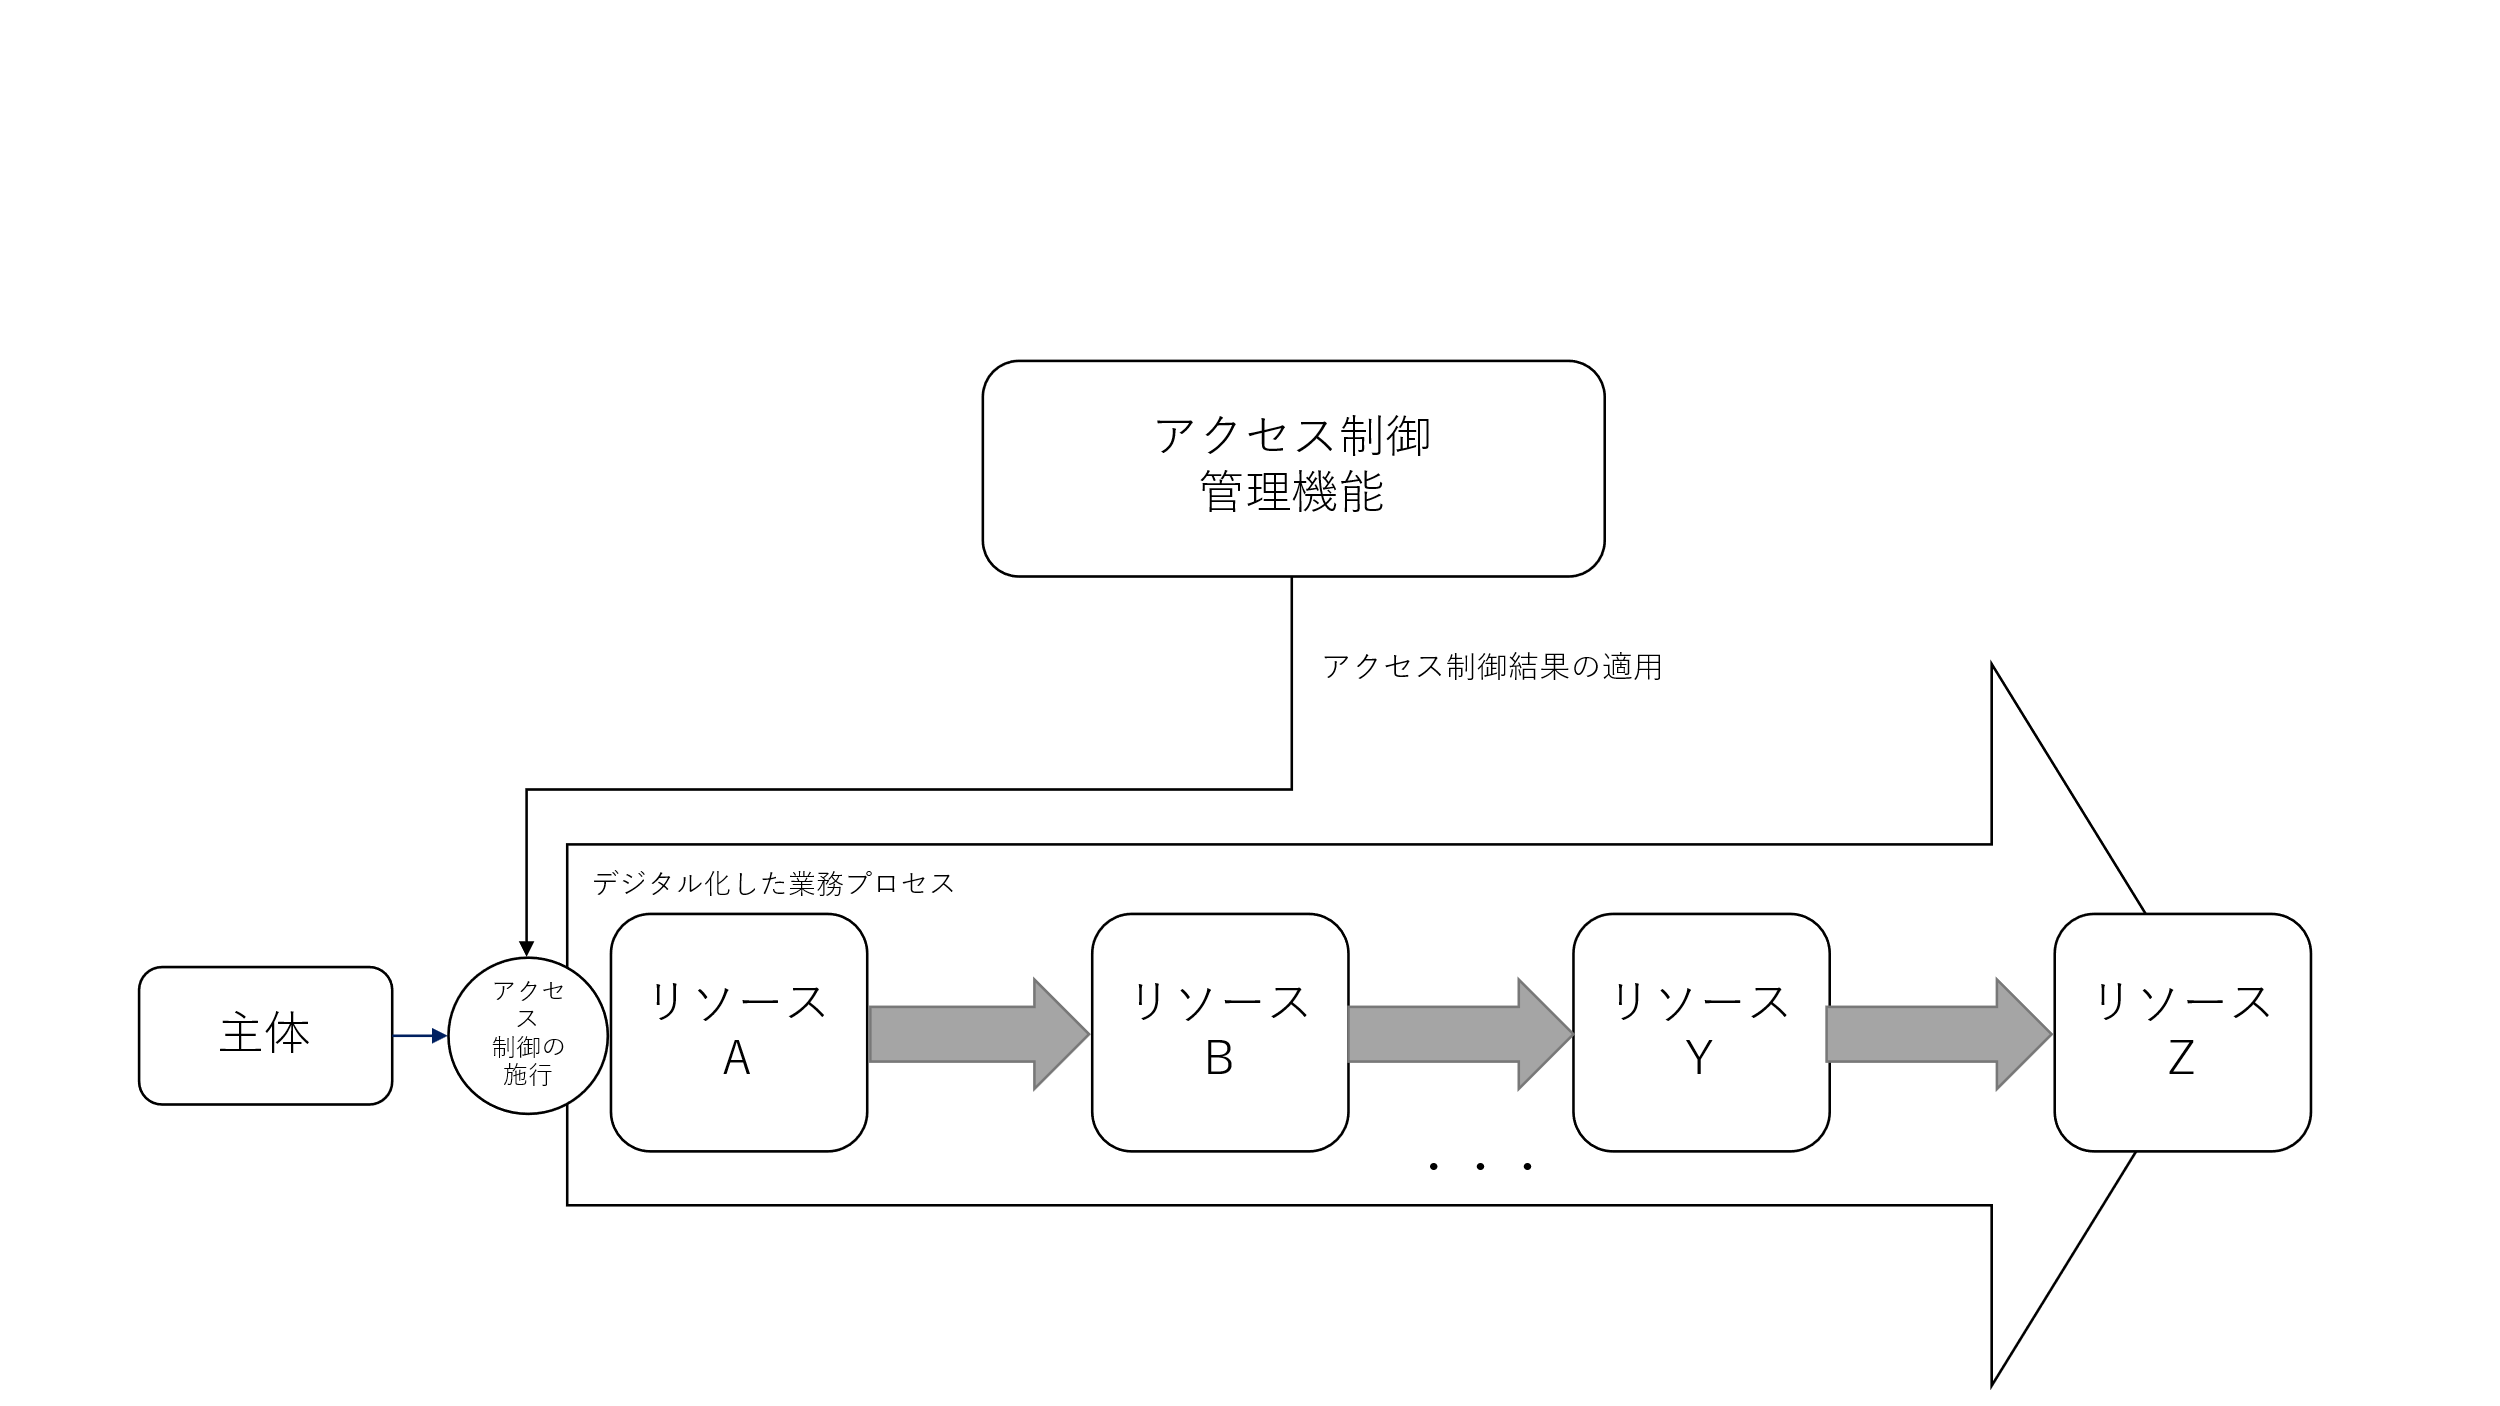 アクセス制御
管理機能
アクセス制御結果の適用
デジタル化した業務プロセス
主体
アクセ
ス
制御の
施行
リソース
A
リソース
B
リソース
Y
リソース
Z
・・・